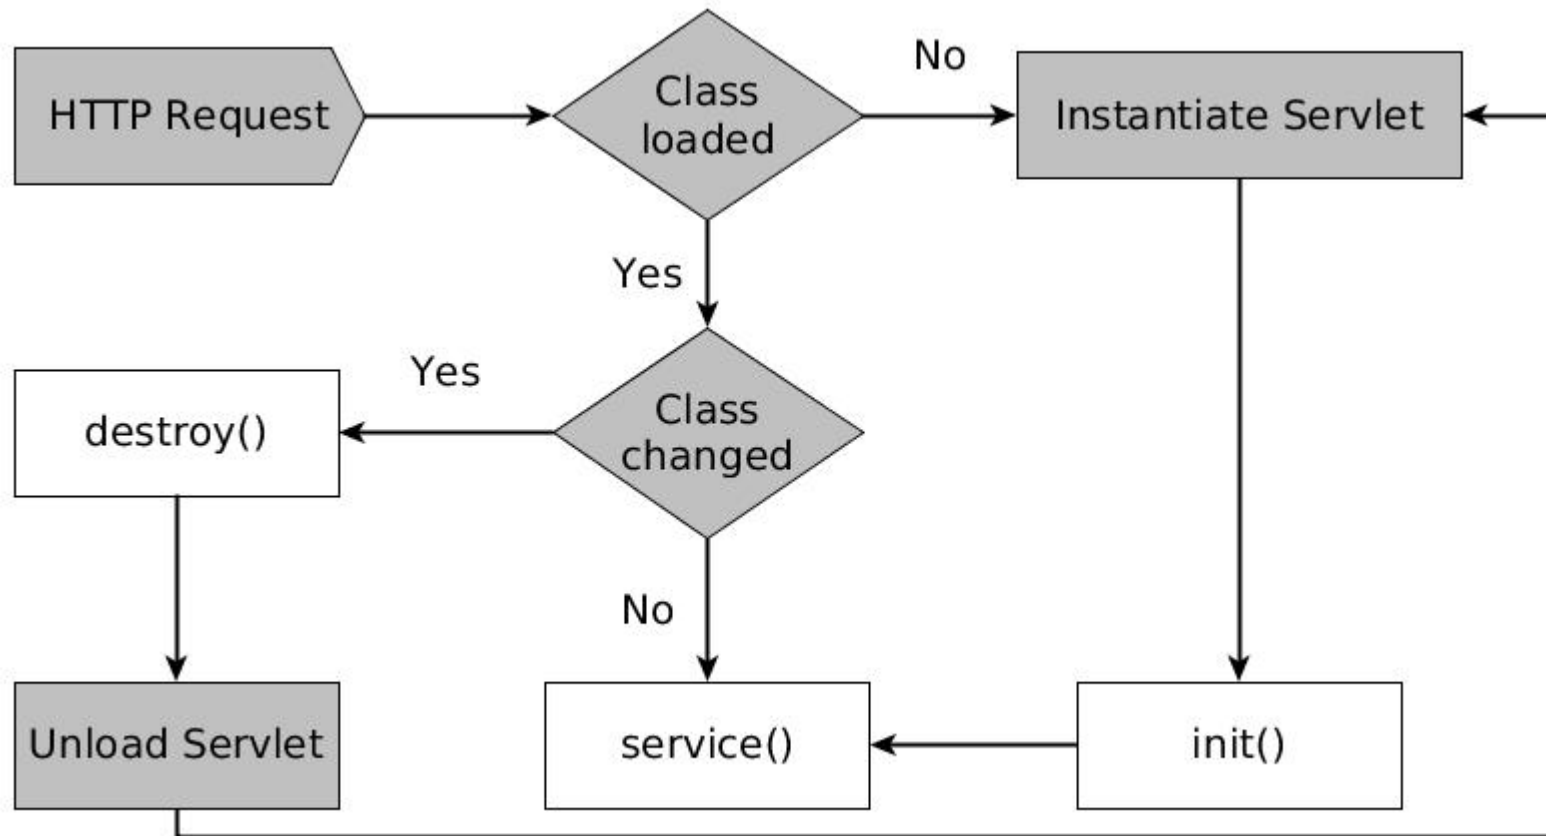 HTTP Request
Class
loaded
No
Instantiate Servlet
Yes
Yes
destroy()
Class
changed
No
Unload Servlet
service()
init()